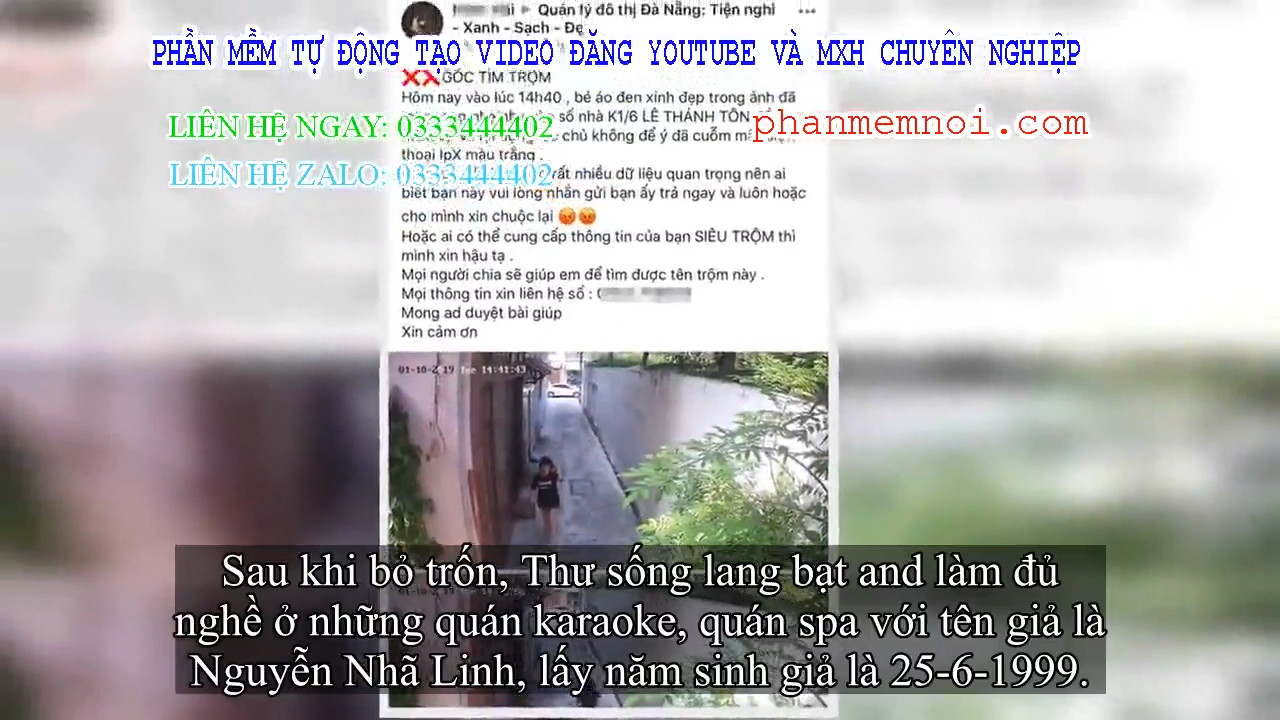 Quản lý đô thị Đà Nẵng: Tiện nghi
- Xanh - Sạch - Đẹ
PHẦN MỀM TỰ ĐỘNG TẠO VIDEO ĐĂNG YOUTUBE VÀ MXH CHUYÊN NGHIỆP
❌❌GÓC TÌM TRỘM
Hôm nay vào lúc 14h40 , bé áo đen xinh đẹp trong ảnh đã
LIÊN HỆ NGAY: 0333444402
số nhà K1/6 LÊ THÁNH TÔN
phanmemnoi.com
chủ không để ý đã cuỗm
thoại IpX màu trắng .
LIÊN HỆ ZALO: 0333444402
rất nhiều dữ liệu quan trọng nên ai
biết bạn này vui lòng nhắn gửi bạn ấy trả ngay và luôn hoặc
cho mình xin chuộc lại 😡😡
Hoặc ai có thể cung cấp thông tin của bạn SIÊU TRỘM thì
mình xin hậu tạ .
Mọi người chia sẽ giúp em để tìm được tên trộm này .
Mọi thông tin xin liên hệ số :
Mong ad duyệt bài giúp
Xin cảm ơn
01-10-2019 Tue 14:41:43
Sau khi bỏ trốn, Thư sống lang bạt and làm đủ
nghề ở những quán karaoke, quán spa với tên giả là
Nguyễn Nhã Linh, lấy năm sinh giả là 25-6-1999.